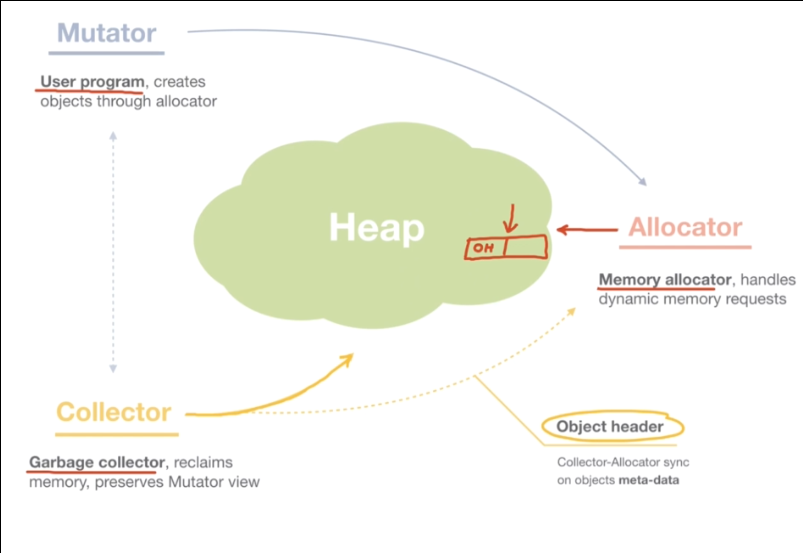 Mutator
User program, creates
objects through allocator
Heap
OH
Allocator
Memory allocator, handles
dynamic memory requests
Collector
Garbage collector, reclaims
memory, preserves Mutator view
Object header
Collector-Allocator sync
on objects meta-data